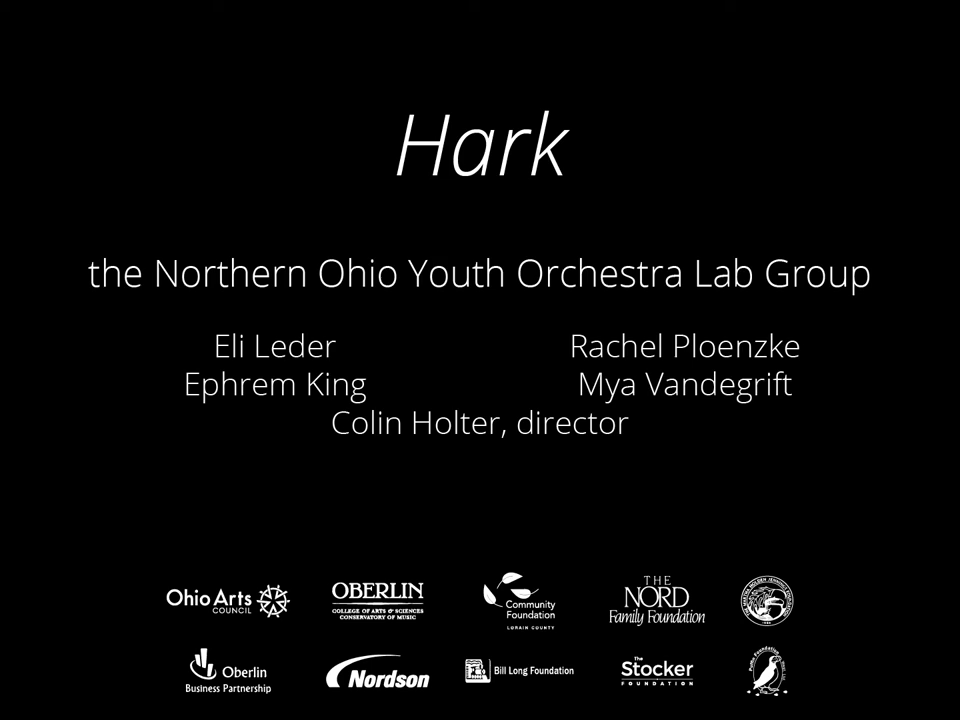 Hark
the Northern Ohio Youth Orchestra Lab Group
Eli Leder
Rachel Ploenzke
Ephrem King
Mya Vandegrift
Colin Holter, director
Ohio Arts
COUNCIL
OBERLIN
COLLEGE OF ARTS & SCIENCES
CONSERVATORY OF MUSIC
Community
Foundation
LORAIN COUNTY
THE
NORD
Family Foundation
Oberlin
Business Partnership
Nordson
Bill Long Foundation
The
Stocker
FOUNDATION
Puffin Foundation